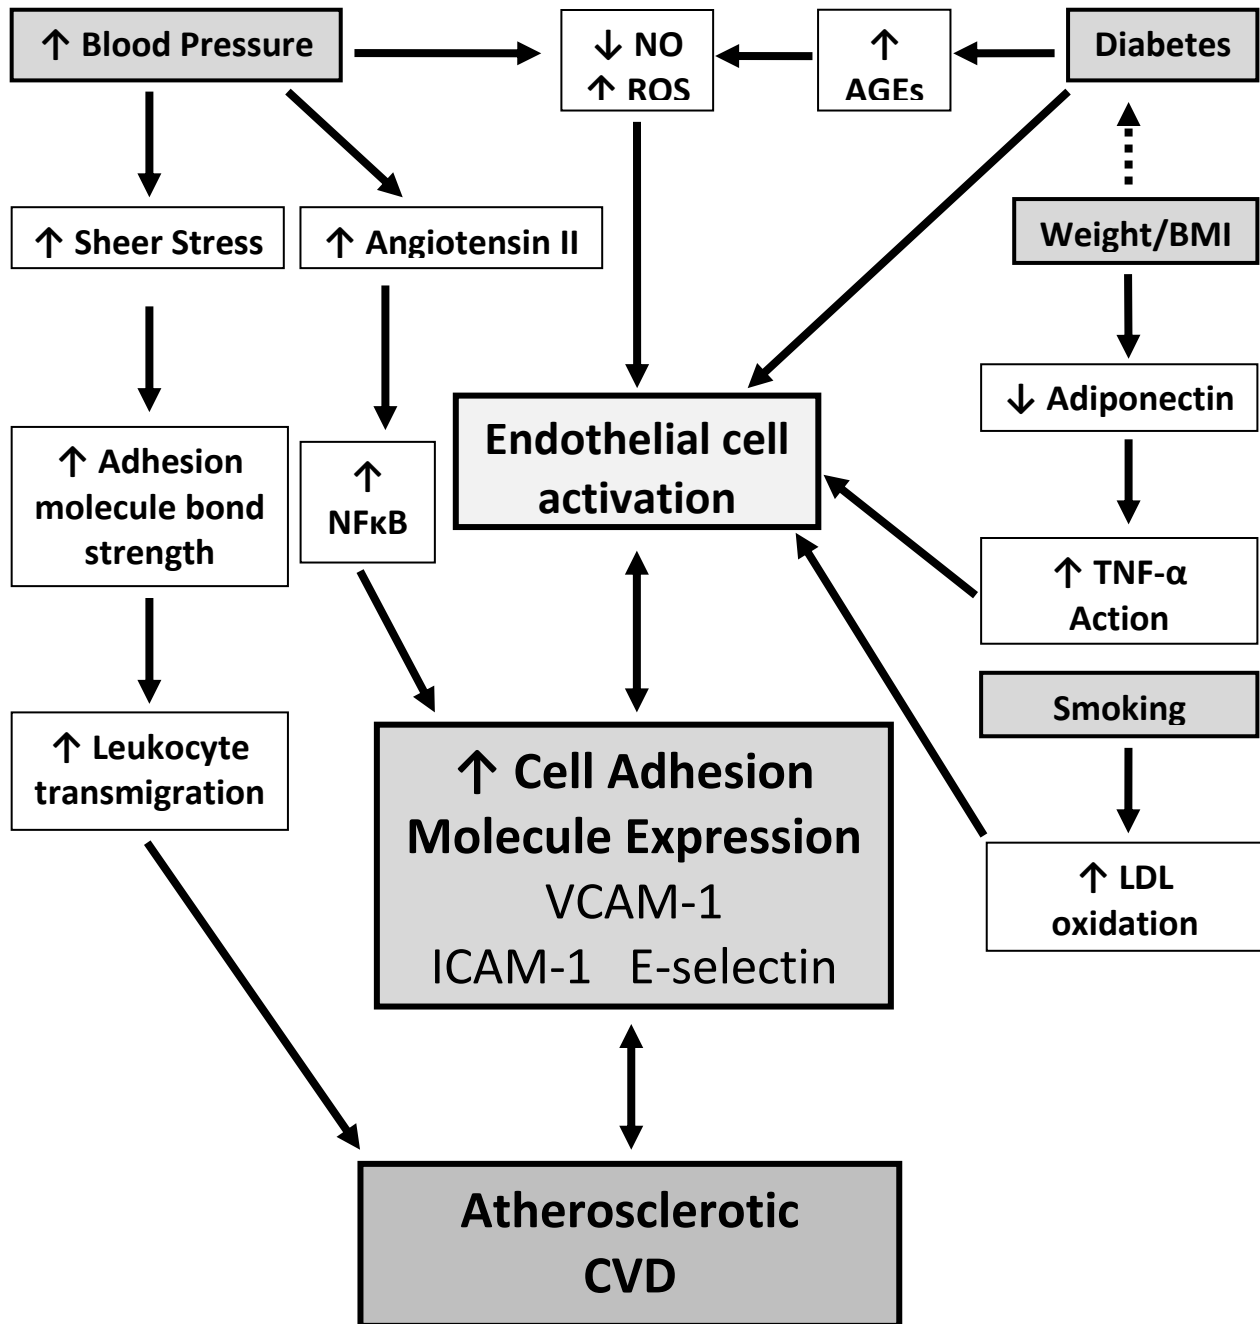 ↑ Blood Pressure
↓ NO
↑ ROS
↑
AGEs
Diabetes
↑ Sheer Stress
↑ Angiotensin II
Weight/BMI
↓ Adiponectin
↑ Adhesion
molecule bond
strength
↑
NFκB
Endothelial cell
activation
↑ TNF-α
Action
Smoking
↑ Leukocyte
transmigration
↑ Cell Adhesion
Molecule Expression
VCAM-1
ICAM-1 E-selectin
↑ LDL
oxidation
Atherosclerotic
CVD